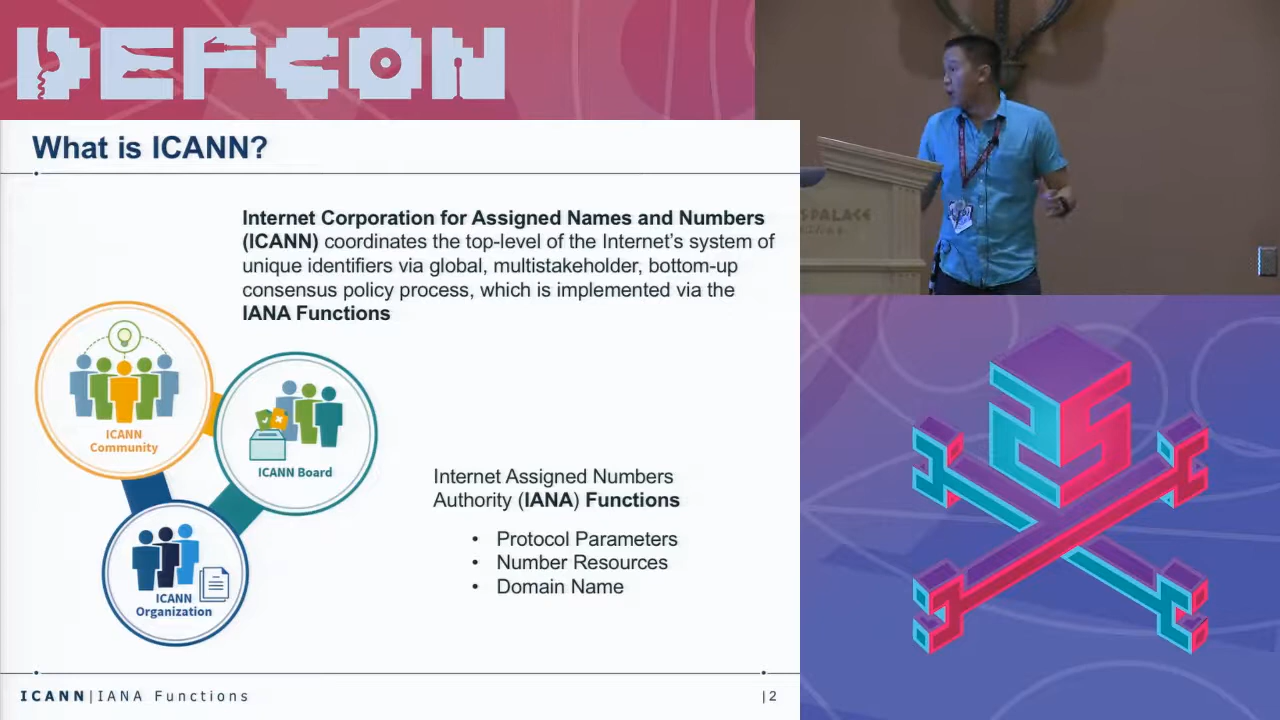 DEFCON
What is ICANN?
Internet Corporation for Assigned Names and Numbers
(ICANN) coordinates the top-level of the Internet's system of
unique identifiers via global, multistakeholder, bottom-up
consensus policy process, which is implemented via the
IANA Functions
ICANN
Community
ICANN Board
ICANN
Organization
Internet Assigned Numbers
Authority (IANA) Functions
• Protocol Parameters
• Number Resources
• Domain Name
ICANN|IANA Functions
|2
PALACE
25